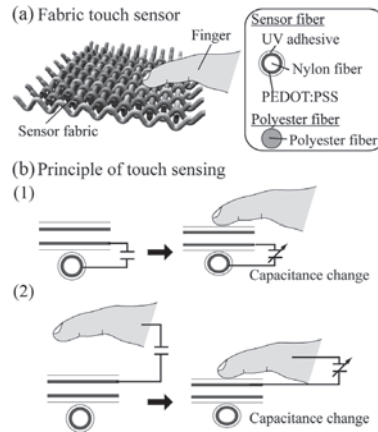 (a) Fabric touch sensor
Finger
Sensor fabric
Sensor fiber
UV adhesive
Nylon fiber
PEDOT:PSS
Polyester fiber
Polyester fiber
(b) Principle of touch sensing
(1)
Capacitance change
(2)
Capacitance change